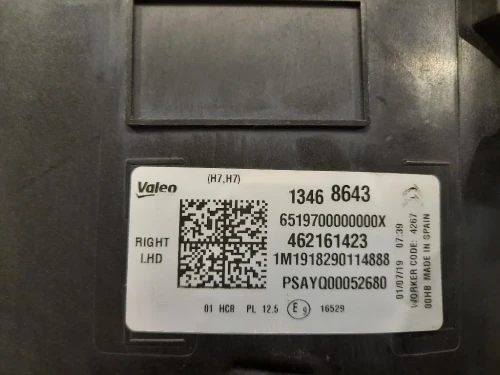 Valeo
(H7,H7)
1346 8643
6519700000000X
462161423
1M1918290114888
PSAYQ00052680
RIGHT
LHD
01 HCR PL 12.5 E9 16529
01/07/19 07:39
WORKER CODE: 4267
00HB MADE IN SPAIN